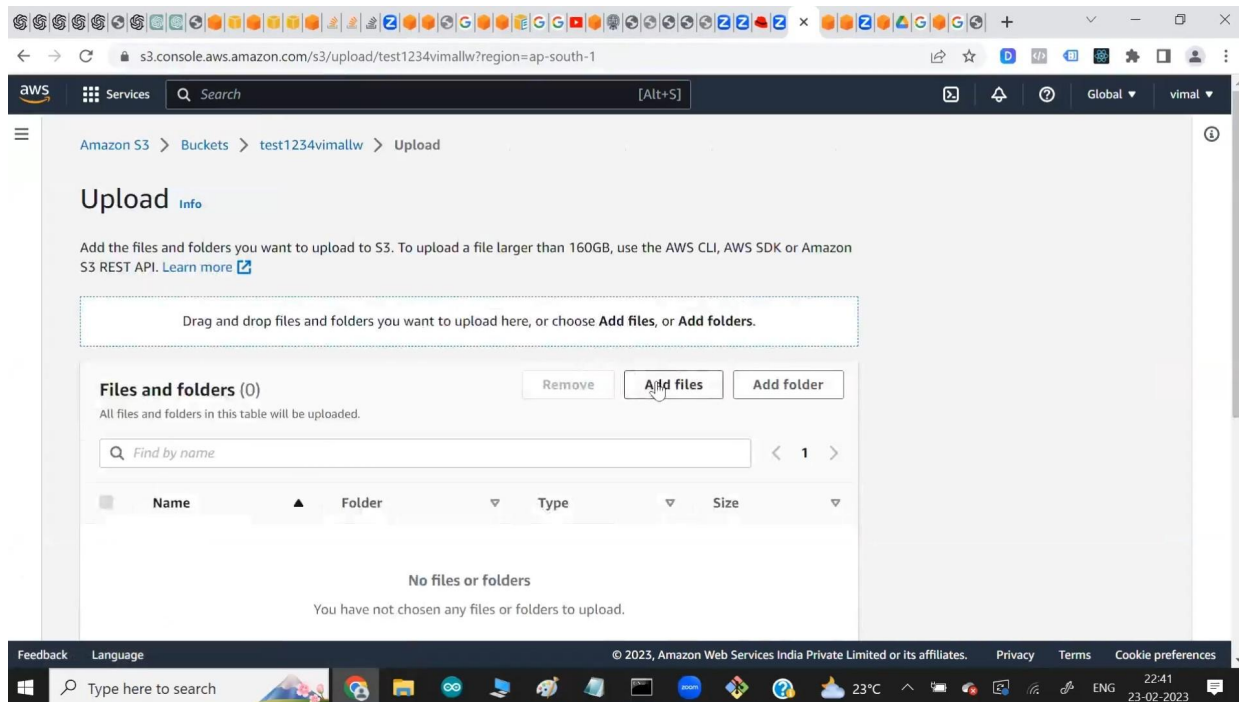 s3.console.aws.amazon.com/s3/upload/test1234vimallw?region=ap-south-1
aws
Services
Search
[Alt+S]
Global
vimal
Amazon S3 > Buckets > test1234vimallw > Upload
Upload Info
Add the files and folders you want to upload to S3. To upload a file larger than 160GB, use the AWS CLI, AWS SDK or Amazon
S3 REST API. Learn more
Drag and drop files and folders you want to upload here, or choose Add files, or Add folders.
Files and folders (0)
Remove
Add files
Add folder
All files and folders in this table will be uploaded.
Find by name
1
Name
Folder
Type
Size
No files or folders
You have not chosen any files or folders to upload.
Feedback
Language
© 2023, Amazon Web Services India Private Limited or its affiliates.
Privacy
Terms
Cookie preferences
Type here to search
zoom
23°C
ENG
22:41
23-02-2023